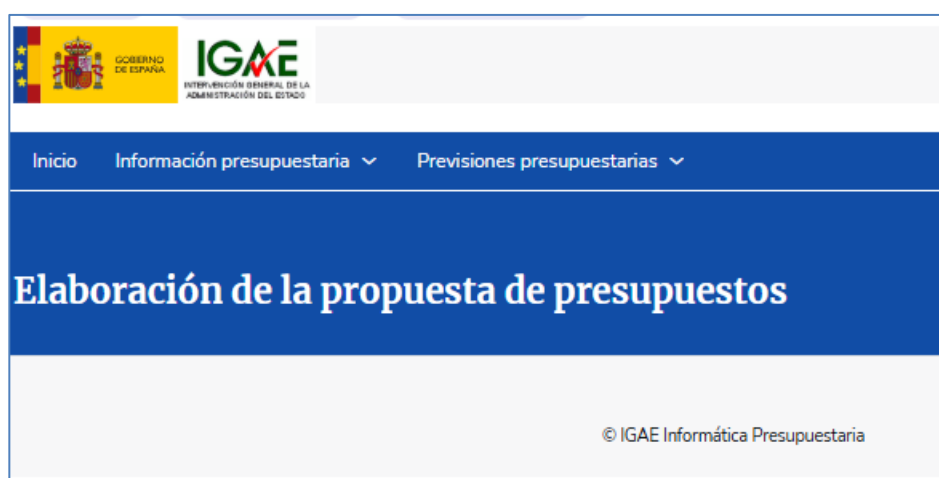 GOBIERNO
DE ESPAÑA
IGAE
INTERVENCIÓN GENERAL DE LA
ADMINISTRACIÓN DEL ESTADO
Inicio
Información presupuestaria
Previsiones presupuestarias
Elaboración de la propuesta de presupuestos
© IGAE Informática Presupuestaria